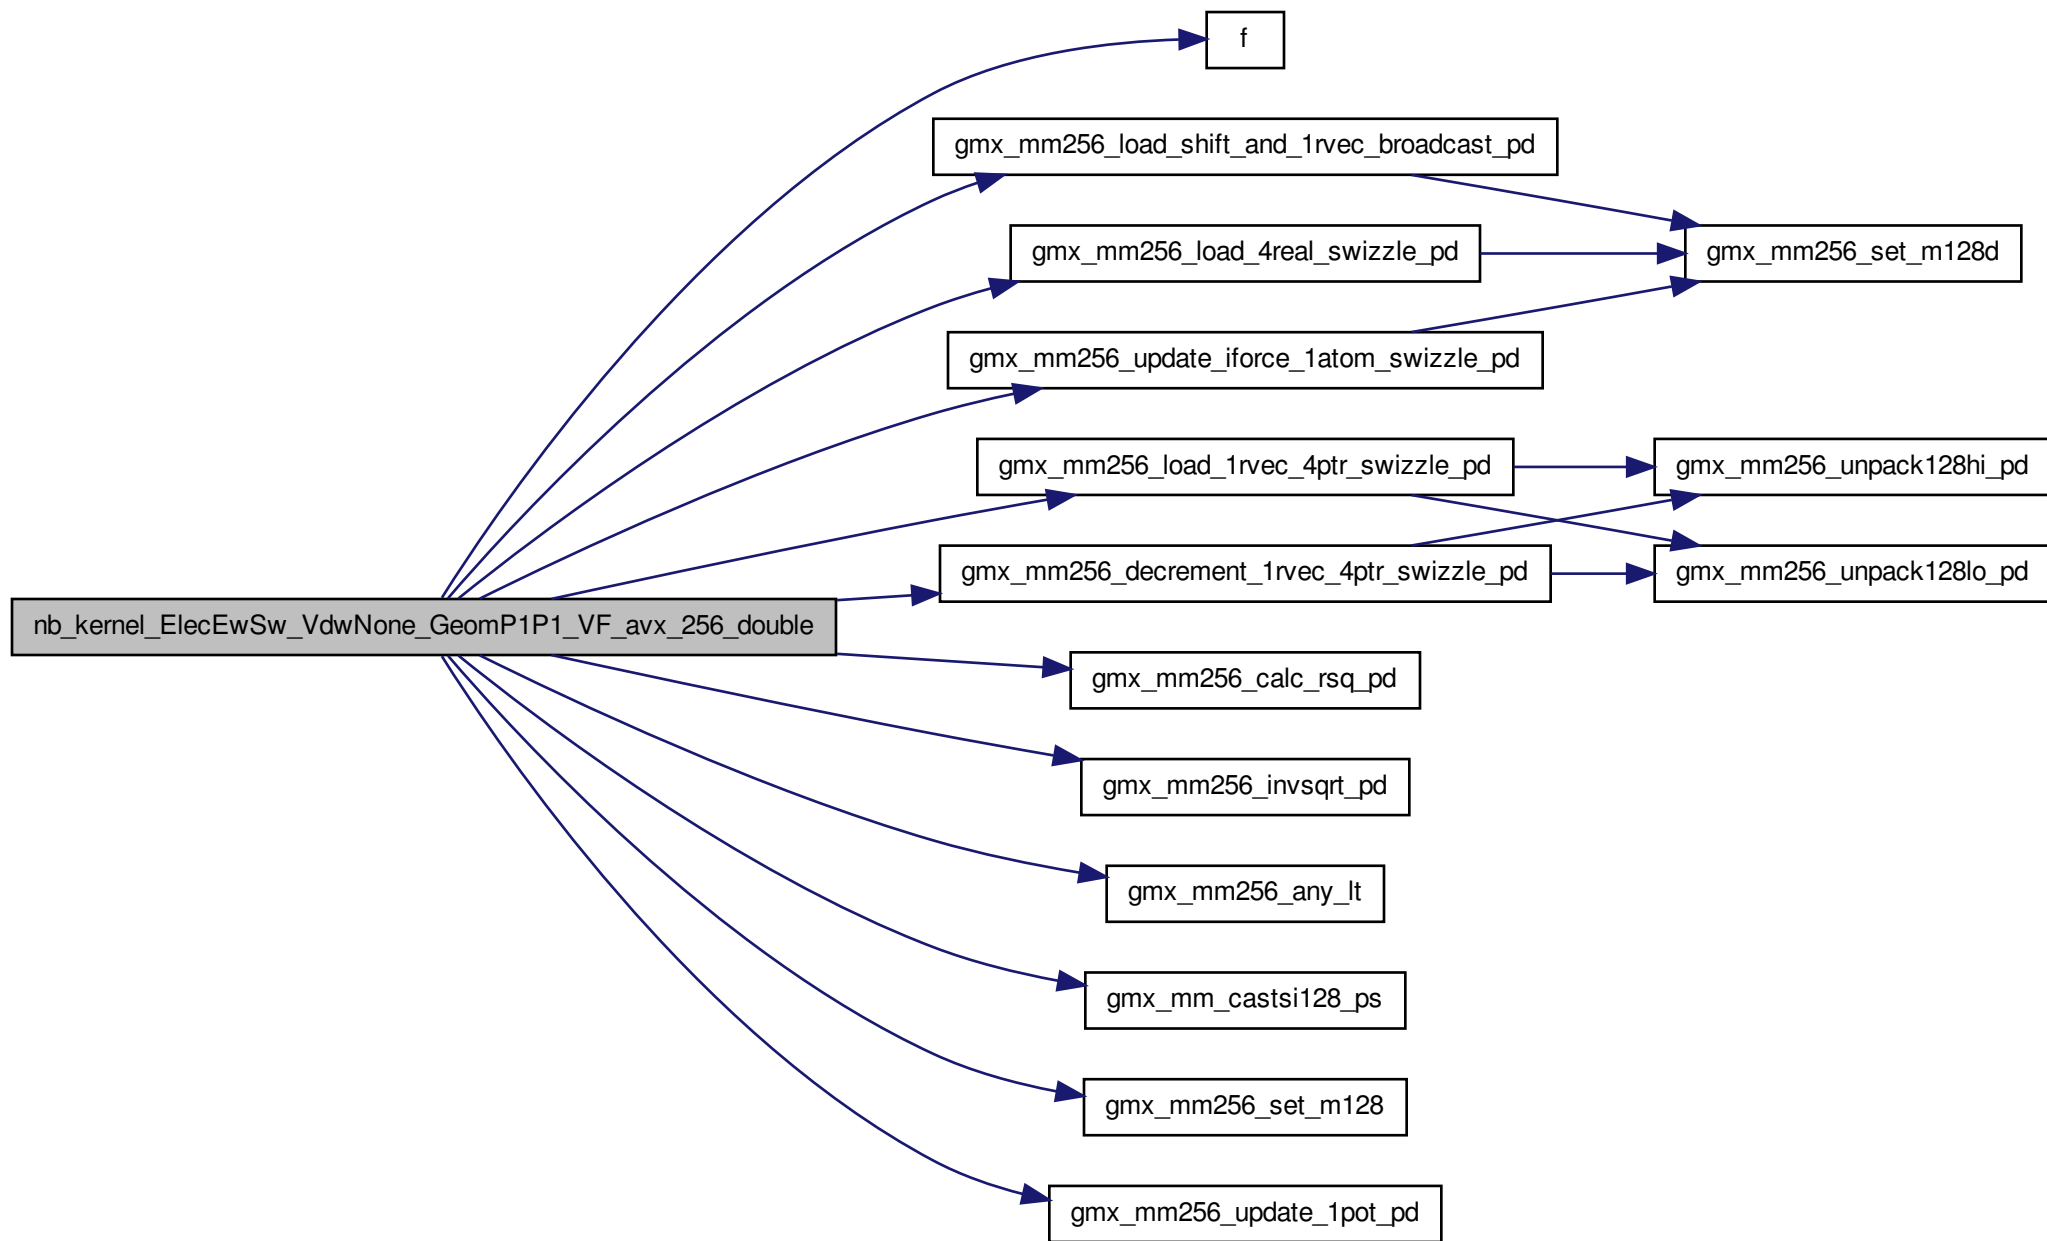 f
gmx_mm256_load_shift_and_1rvec_broadcast_pd
gmx_mm256_load_4real_swizzle_pd
gmx_mm256_set_m128d
gmx_mm256_update_iforce_1atom_swizzle_pd
gmx_mm256_load_1rvec_4ptr_swizzle_pd
gmx_mm256_unpack128hi_pd
gmx_mm256_decrement_1rvec_4ptr_swizzle_pd
gmx_mm256_unpack128lo_pd
nb_kernel_ElecEwSw_VdwNone_GeomP1P1_VF_avx_256_double
gmx_mm256_calc_rsq_pd
gmx_mm256_invsqrt_pd
gmx_mm256_any_lt
gmx_mm_castsi128_ps
gmx_mm256_set_m128
gmx_mm256_update_1pot_pd